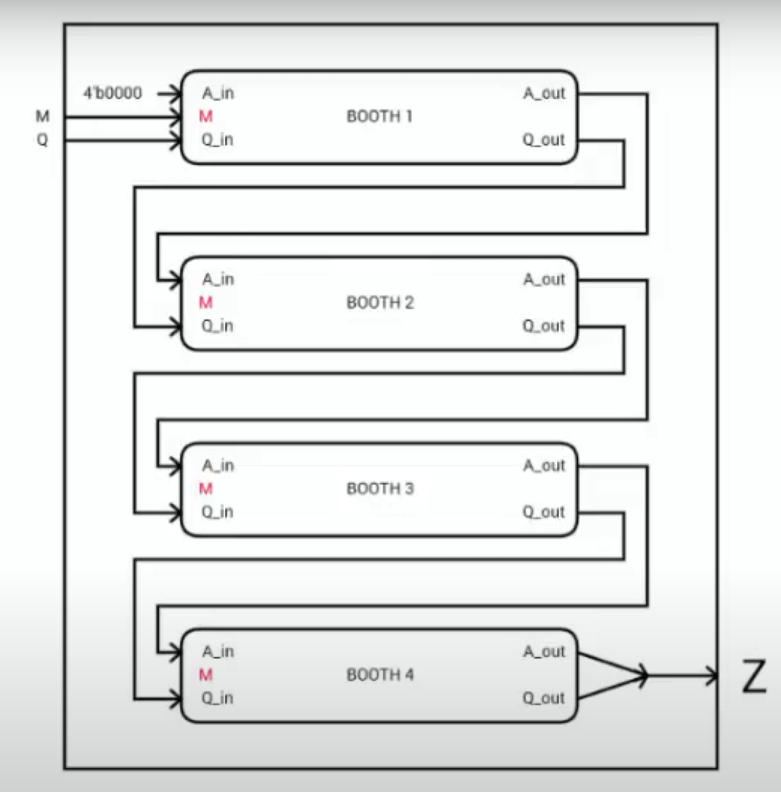 4'b0000 A_in A_out
M M BOOTH 1
Q Q_in Q_out
A_in A_out
M BOOTH 2
Q_in Q_out
A_in A_out
M BOOTH 3
Q_in Q_out
A_in A_out
M BOOTH 4 Z
Q_in Q_out